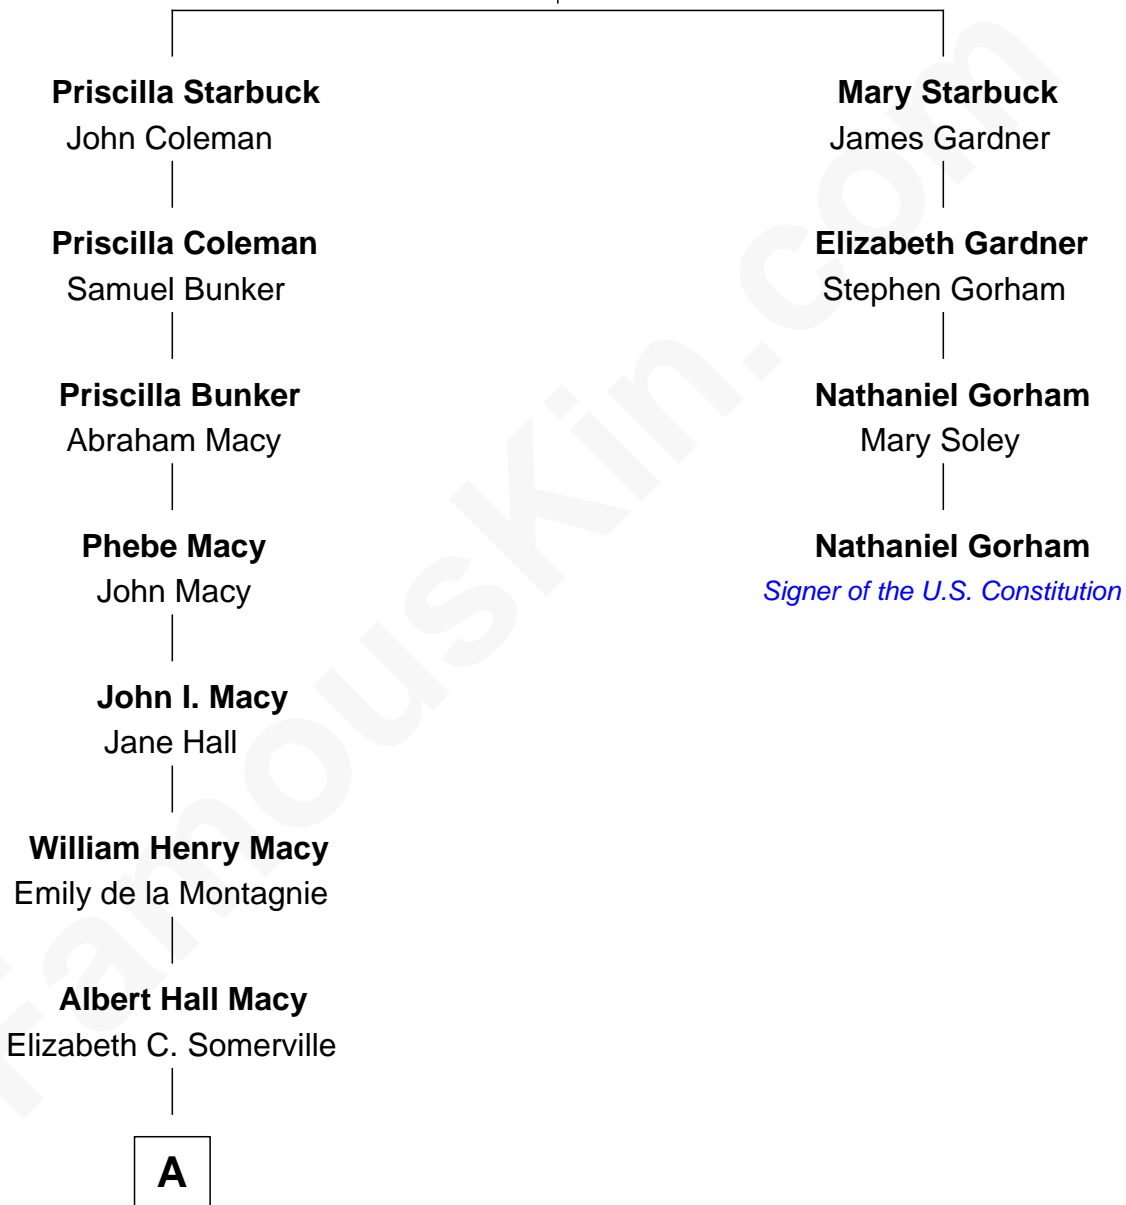 Priscilla Starbuck
John Coleman
Priscilla Coleman
Samuel Bunker
Priscilla Bunker
Abraham Macy
Phebe Macy
John Macy
John I. Macy
Jane Hall
William Henry Macy
Emily de la Montagnie
Albert Hall Macy
Elizabeth C. Somerville
A
Mary Starbuck
James Gardner
Elizabeth Gardner
Stephen Gorham
Nathaniel Gorham
Mary Soley
Nathaniel Gorham
Signer of the U.S. Constitution
FamousKin.com